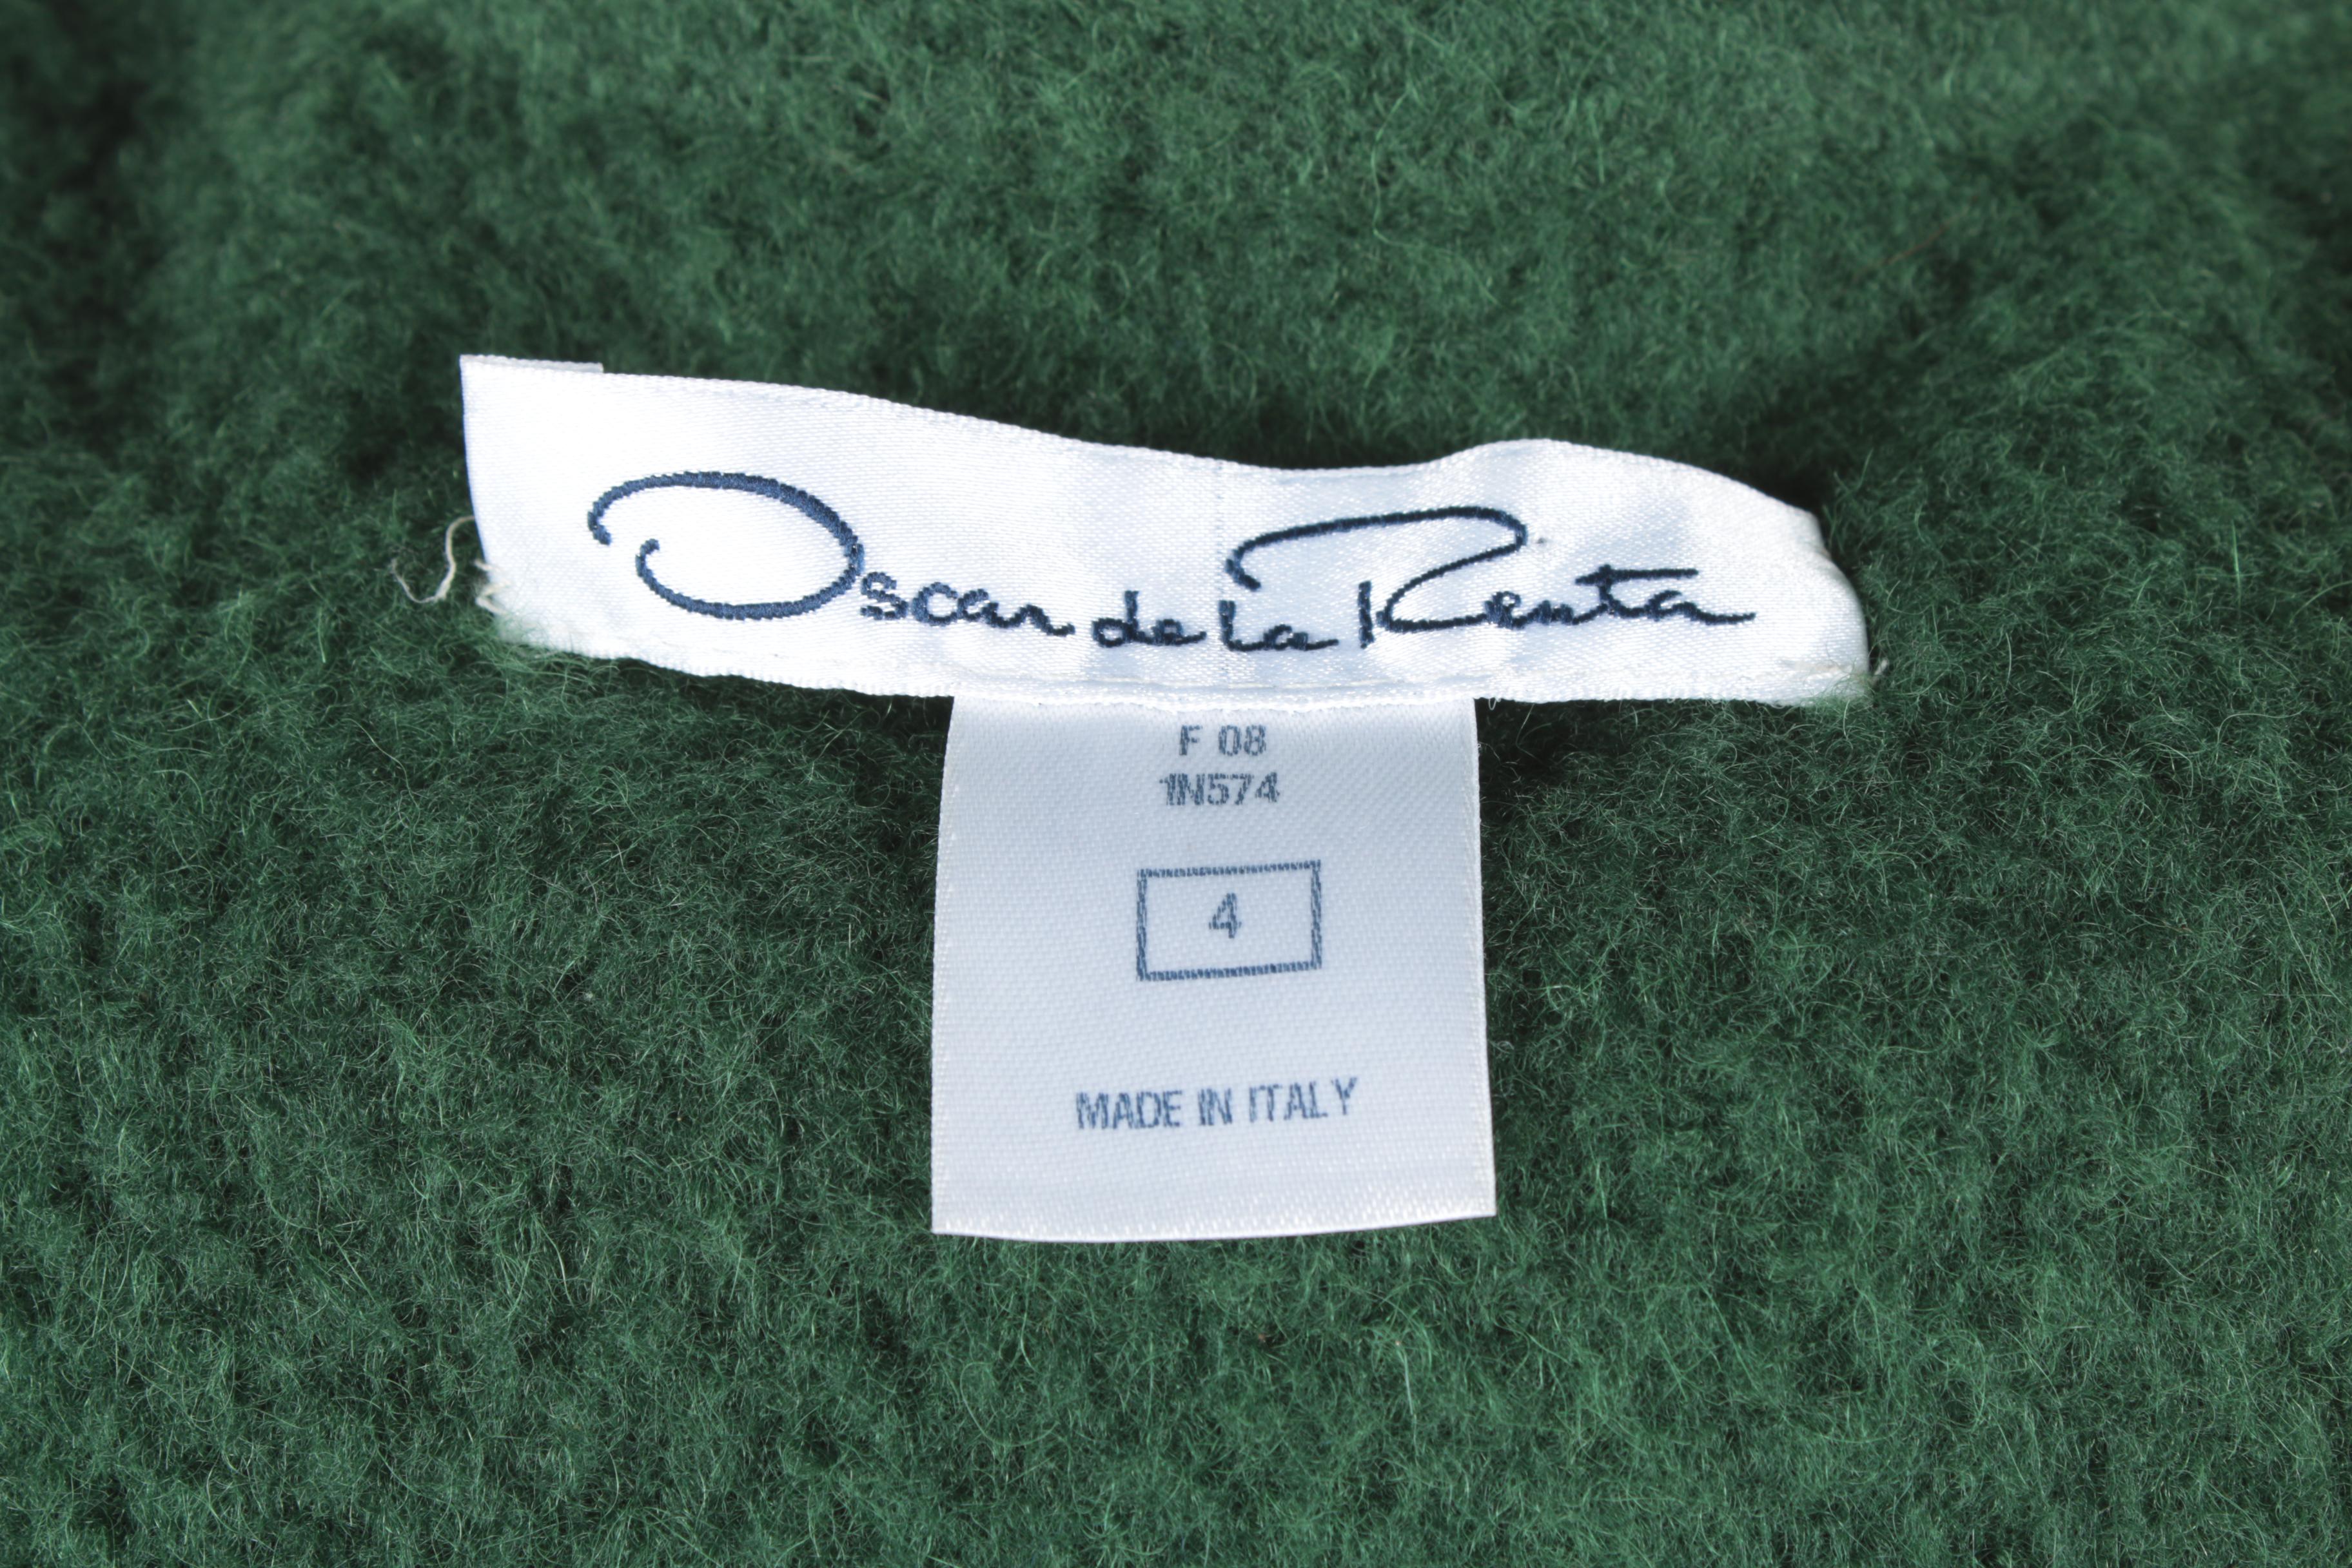 Oscar de la Renta
F 08
1N574
4
MADE IN ITALY